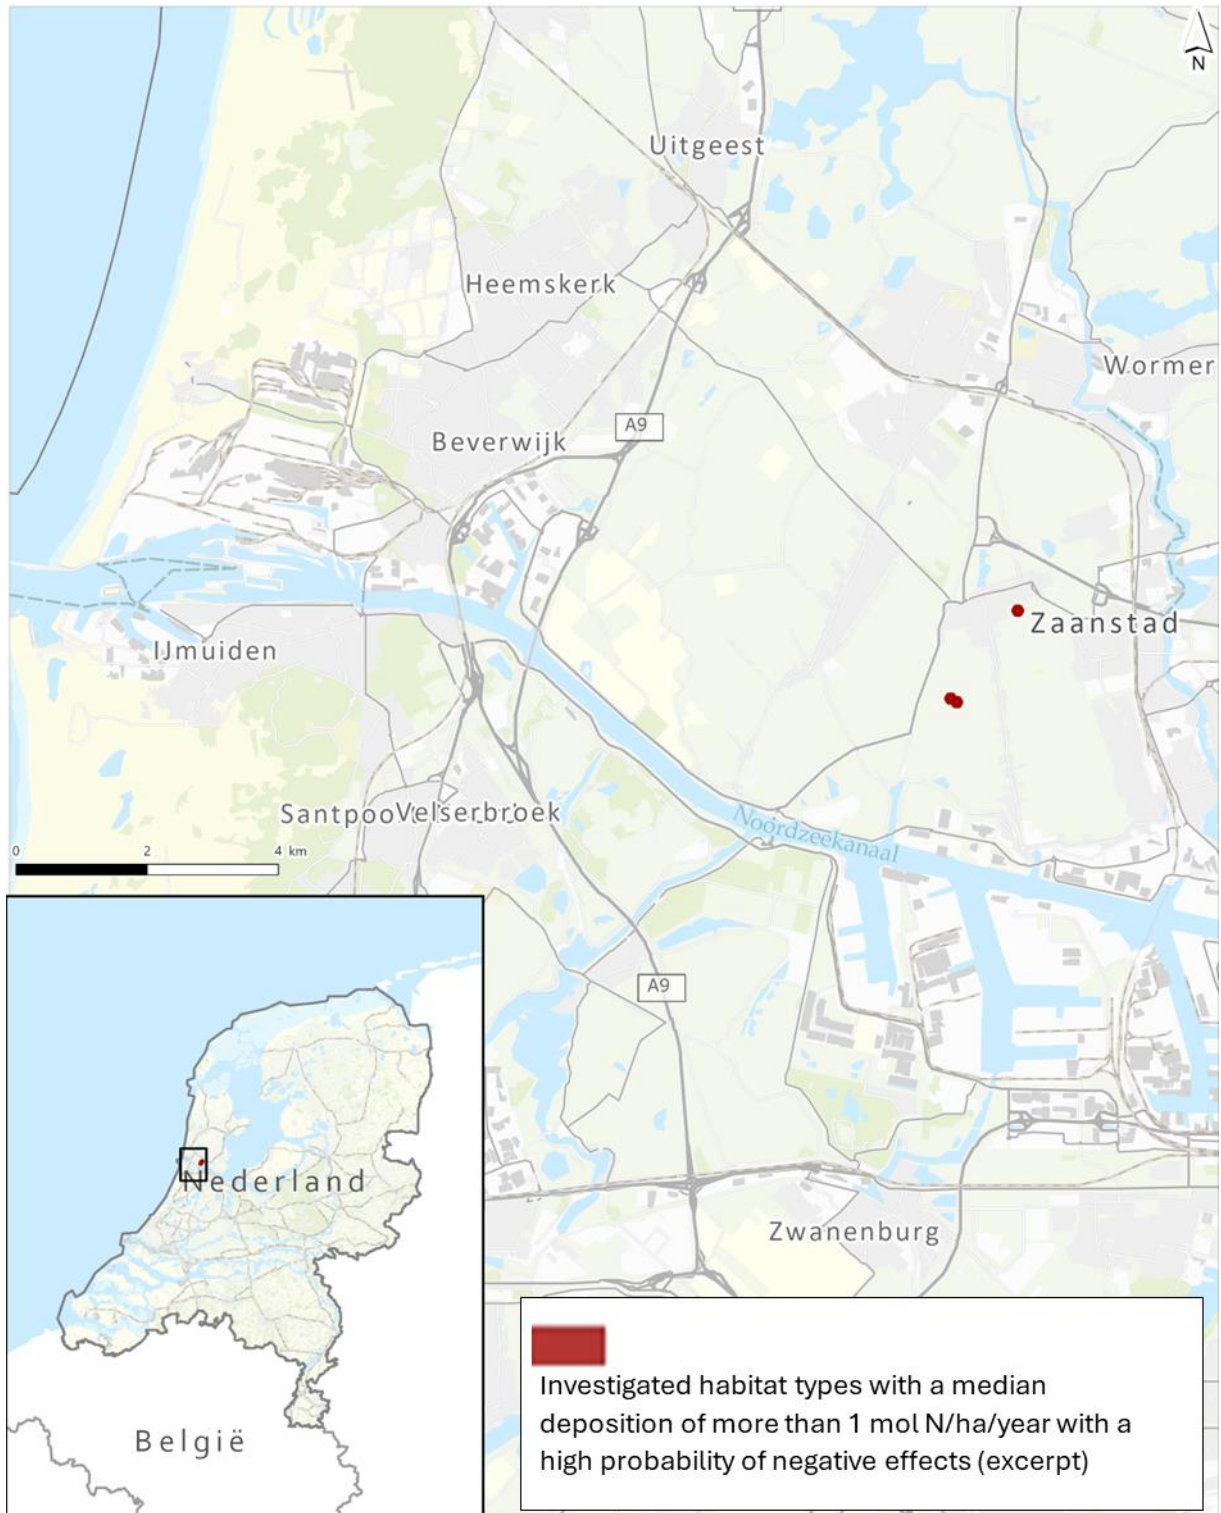 N
Uitgeest
Heemskerk
Wormer
A9
Beverwijk
Zaanstad
IJmuiden
Velserbroek
Noordzeekanaal
0 2 4 km
A9
Nederland
Zwanenburg
België
Investigated habitat types with a median
deposition of more than 1 mol N/ha/year with a
high probability of negative effects (excerpt)